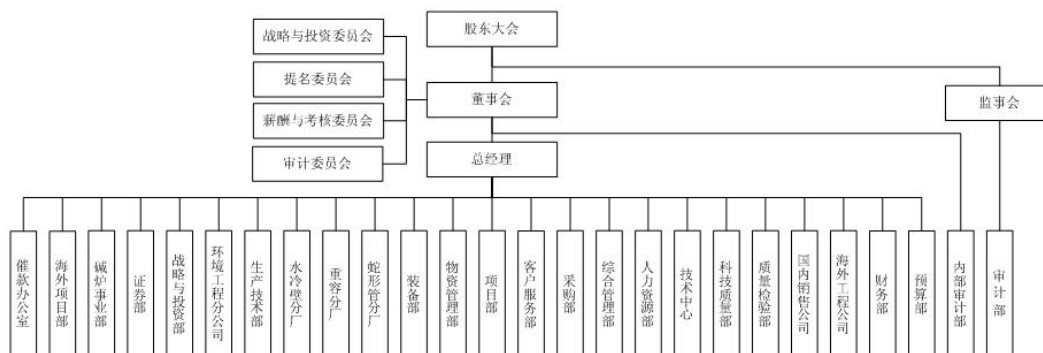 股东大会
战略与投资委员会
提名委员会
董事会
监事会
薪酬与考核委员会
审计委员会
总经理
催款办公室
海外项目部
碱炉事业部
证券部
战略与投资部
环境工程分公司
生产技术部
水冷壁分厂
重容分厂
蛇形管分厂
装备部
物资管理部
项目部
客户服务部
采购部
综合管理部
人力资源部
技术中心
科技质量部
质量检验部
国内销售公司
海外工程公司
财务部
预算部
内部审计部
审计部